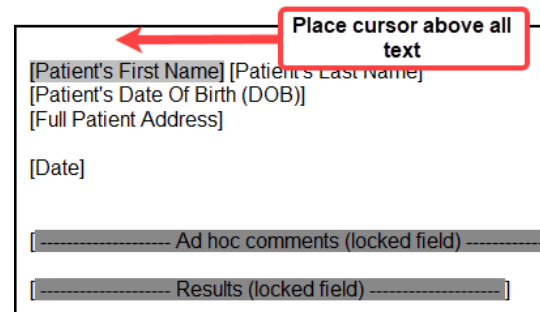 Place cursor above all
text
[Patient's First Name] [Patient's Last Name]
[Patient's Date Of Birth (DOB)]
[Full Patient Address]
[Date]
[ -------------------- Ad hoc comments (locked field) ------------
[ -------------------- Results (locked field) -------------------- ]